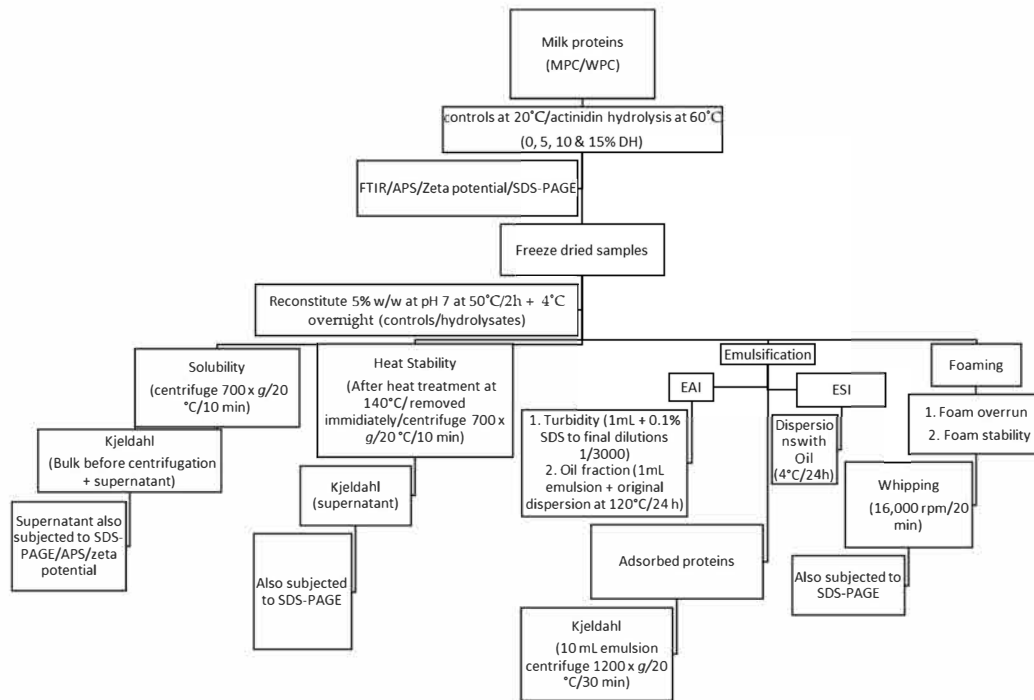 Milk proteins
(MPC/WPC)
controls at 20°C/actinidin hydrolysis at 60°C
(0, 5, 10 & 15% DH)
FTIR/APS/Zeta potential/SDS-PAGE
Freeze dried samples
Reconstitute 5% w/w at pH 7 at 50°C/2h + 4°C
overnight (controls/hydrolysates)
Solubility
(centrifuge 700 x g/20
°C/10 min)
Kjeldahl
(Bulk before centrifugation
+ supernatant)
Supernatant also
subjected to SDS-
PAGE/APS/zeta
potential
Heat Stability
(After heat treatment at
140°C/ removed
immidiately/centrifuge 700 x
g/20 °C/10 min)
Kjeldahl
(supernatant)
Also subjected
to SDS-PAGE
Emulsification
EAI
1. Turbidity (1mL + 0.1%
SDS to final dilutions
1/3000)
2. Oil fraction (1mL
emulsion + original
dispersion at 120°C/24 h)
ESI
Dispersio
nswith
Oil
(4°C/24h)
Adsorbed proteins
Kjeldahl
(10 mL emulsion
centrifuge 1200 x g/20
°C/30 min)
Foaming
1. Foam overrun
2. Foam stability
Whipping
(16,000 rpm/20
min)
Also subjected to
SDS-PAGE